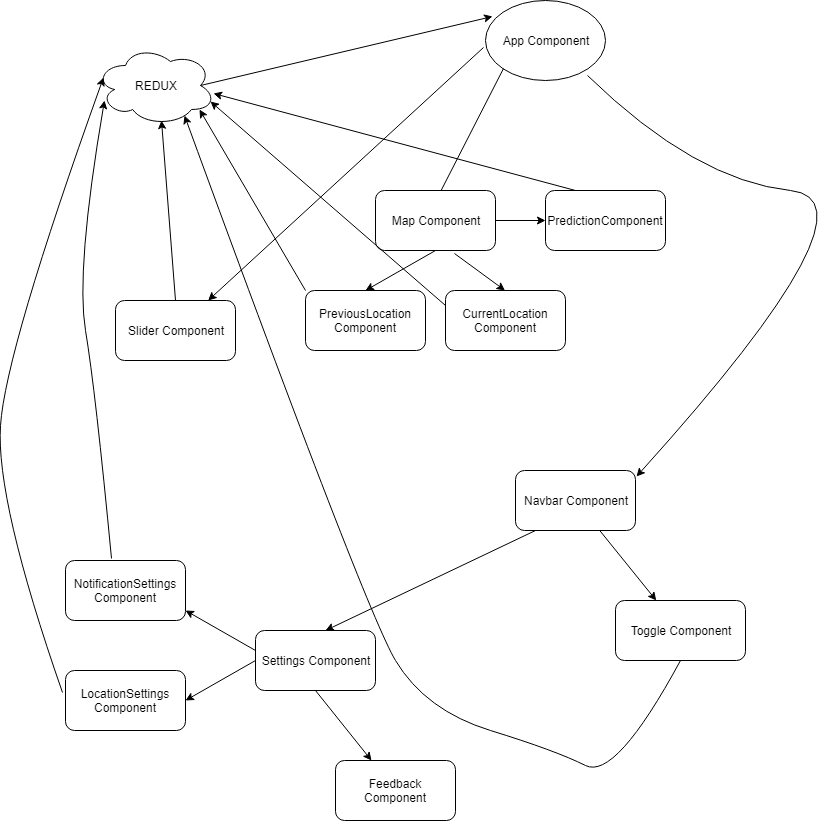 App Component
REDUX
Map Component
PredictionComponent
PreviousLocation
Component
CurrentLocation
Component
Slider Component
Navbar Component
NotificationSettings
Component
Toggle Component
Settings Component
LocationSettings
Component
Feedback
Component